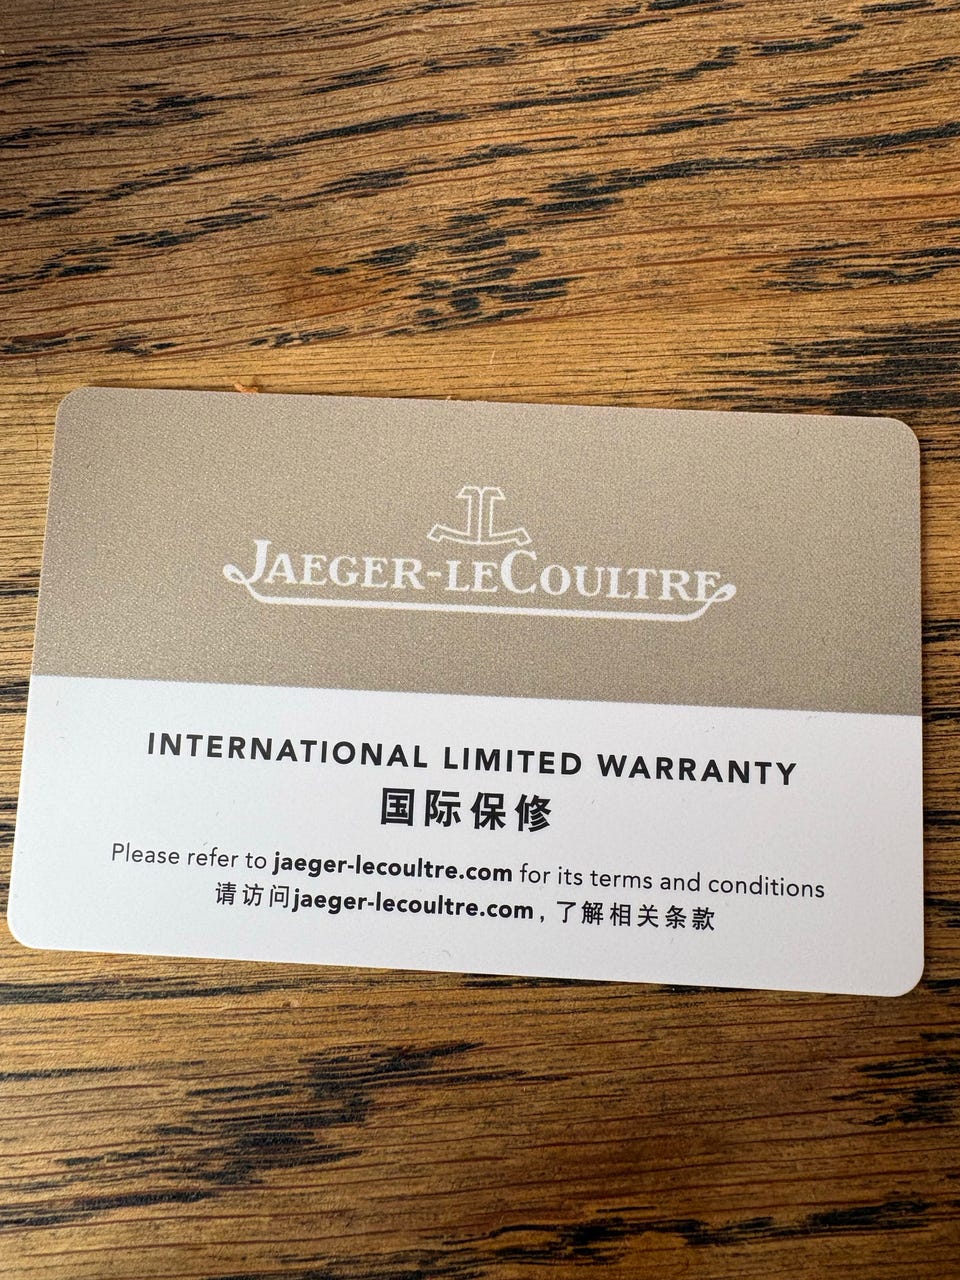 JAEGER-LECOULTRE
INTERNATIONAL LIMITED WARRANTY
国际保修
Please refer to jaeger-lecoultre.com for its terms and conditions
请访问jaeger-lecoultre.com，了解相关条款